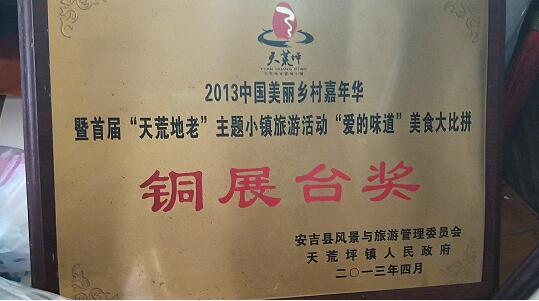 天荒坪
TIAN HUANG PING
2013中国美丽乡村嘉年华
暨首届“天荒地老”主题小镇旅游活动“爱的味道”美食大比拼
铜展台奖
安吉县风景与旅游管理委员会
天荒坪镇人民政府
二〇一三年四月